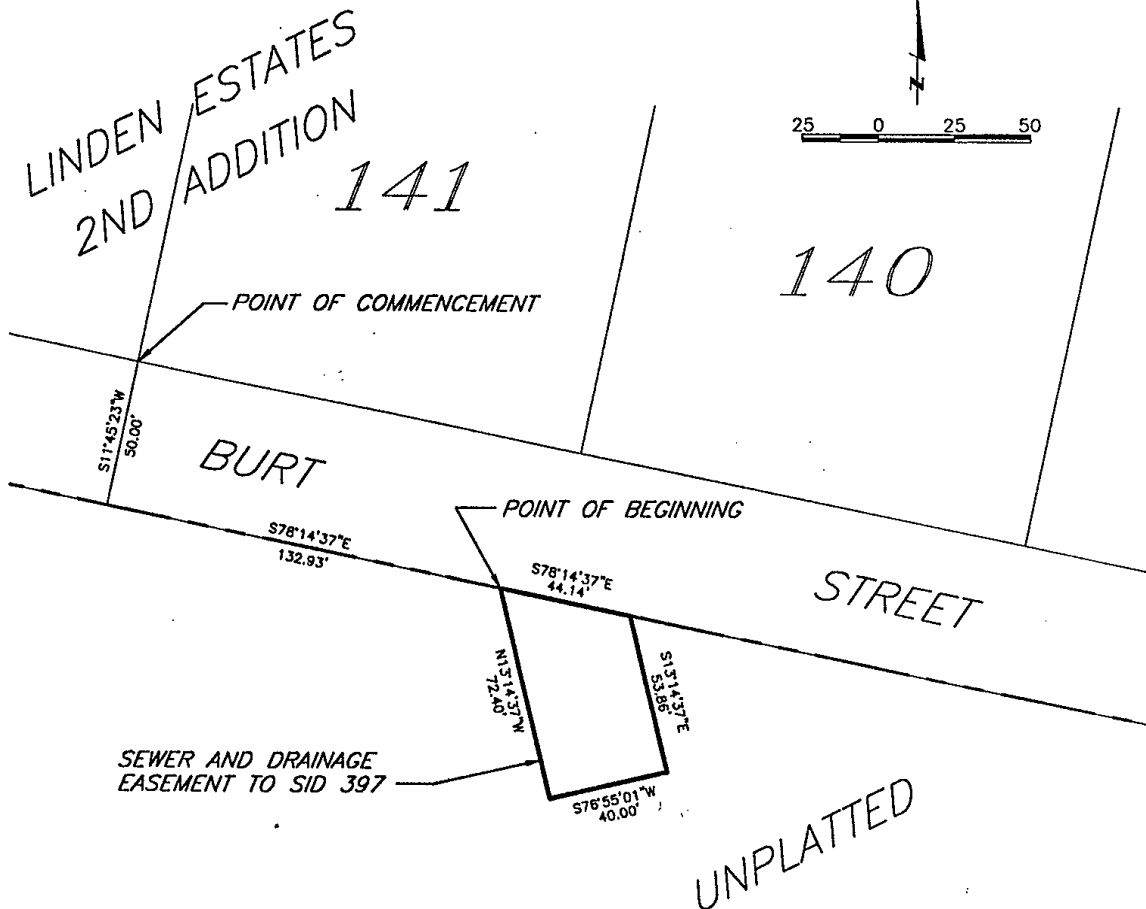 LINDEN ESTATES
2ND ADDITION
141
140
N
25 0 25 50
POINT OF COMMENCEMENT
S11°45'23"W
50.00'
BURT
STREET
POINT OF BEGINNING
S78°14'37"E
132.93'
S78°14'37"E
44.14'
N13°14'37"W
72.40'
S13°14'37"E
53.86'
SEWER AND DRAINAGE
EASEMENT TO SID 397
S76°55'01"W
40.00'
UNPLATTED